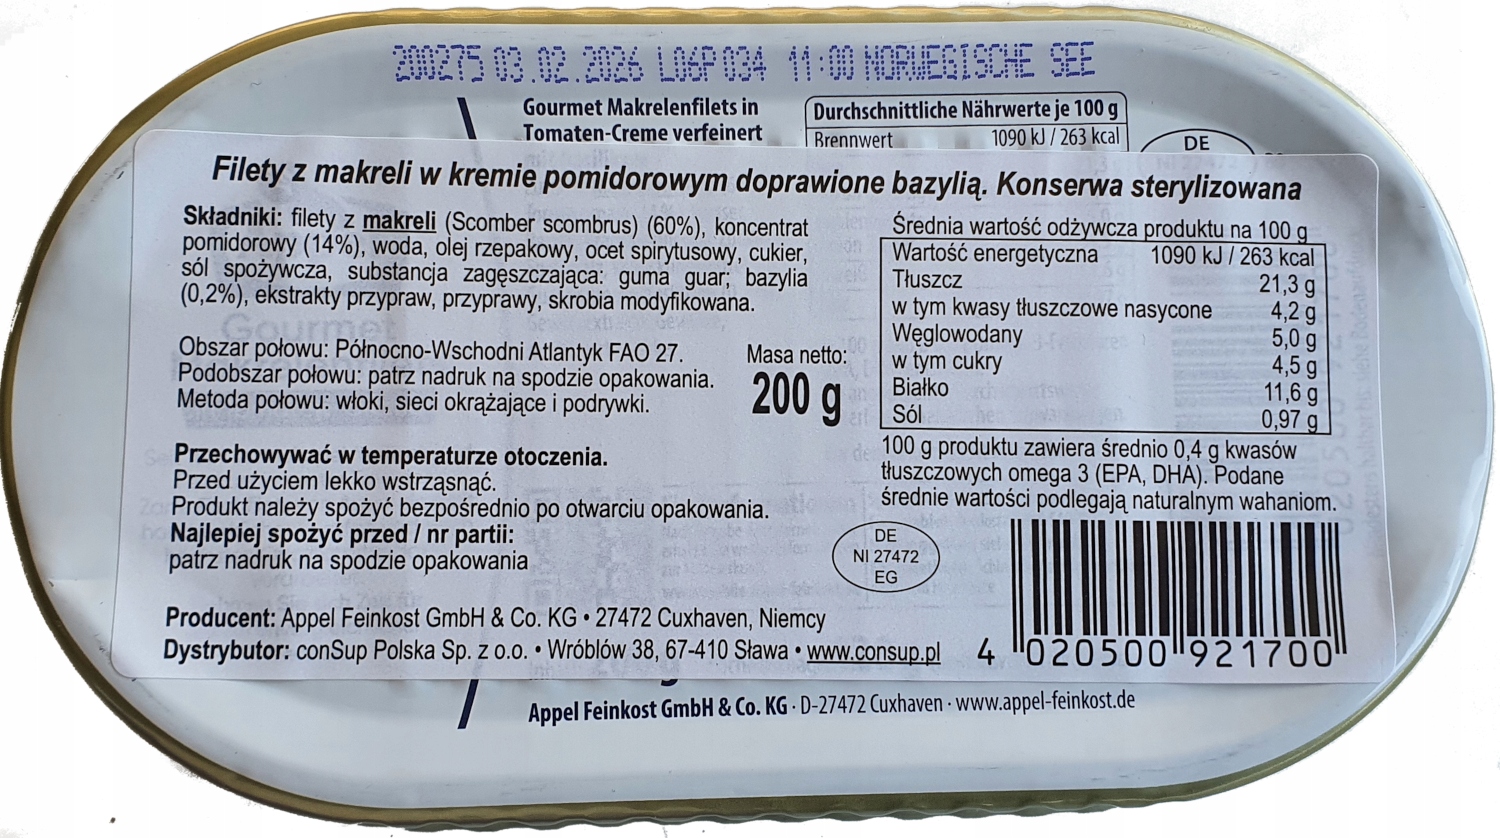 200275 03.02.2026 L06P034 11:00 NORWEGISCHE SEE
Gourmet Makrelenfilets in
Tomaten-Creme verfeinert
Durchschnittliche Nährwerte je 100 g
Brennwert 1090 kJ / 263 kcal
DE
Filety z makreli w kremie pomidorowym doprawione bazylią. Konserwa sterylizowana
Składniki: filety z makreli (Scomber scombrus) (60%), koncentrat
pomidorowy (14%), woda, olej rzepakowy, ocet spirytusowy, cukier,
sól spożywcza, substancja zagęszczająca: guma guar; bazylia
(0,2%), ekstrakty przypraw, przyprawy, skrobia modyfikowana.
Obszar połowu: Północno-Wschodni Atlantyk FAO 27.
Podobszar połowu: patrz nadruk na spodzie opakowania.
Metoda połowu: włoki, sieci okrążające i podrywki.
Masa netto:
200 g
Średnia wartość odżywcza produktu na 100 g
Wartość energetyczna 1090 kJ / 263 kcal
Tłuszcz 21,3 g
w tym kwasy tłuszczowe nasycone 4,2 g
Węglowodany 5,0 g
w tym cukry 4,5 g
Białko 11,6 g
Sól 0,97 g
100 g produktu zawiera średnio 0,4 g kwasów
tłuszczowych omega 3 (EPA, DHA). Podane
średnie wartości podlegają naturalnym wahaniom.
Przechowywać w temperaturze otoczenia.
Przed użyciem lekko wstrząsnąć.
Produkt należy spożyć bezpośrednio po otwarciu opakowania.
Najlepiej spożyć przed / nr partii:
patrz nadruk na spodzie opakowania
DE
NI 27472
EG
Producent: Appel Feinkost GmbH & Co. KG • 27472 Cuxhaven, Niemcy
Dystrybutor: conSup Polska Sp. z o.o. • Wróblów 38, 67-410 Sława • www.consup.pl
4 020500 921700
Appel Feinkost GmbH & Co. KG · D-27472 Cuxhaven · www.appel-feinkost.de